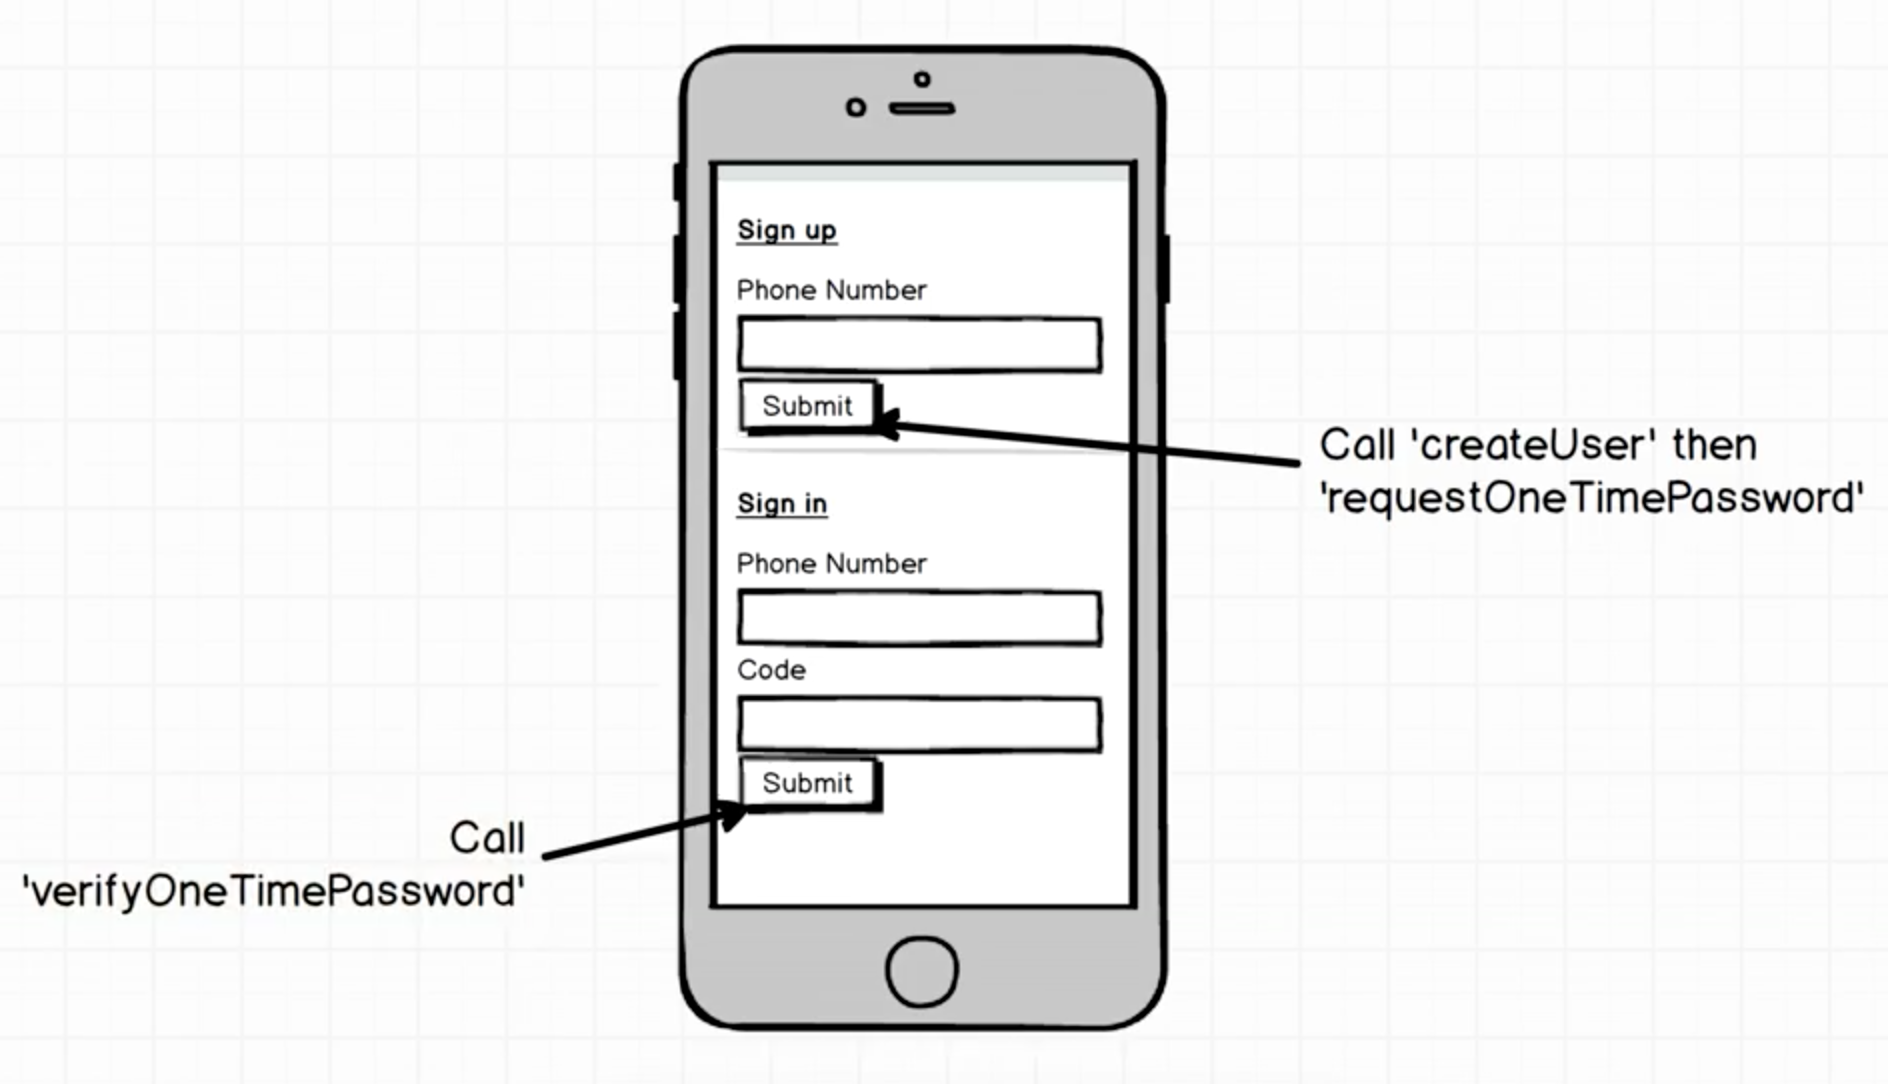 Sign up
Phone Number
Submit
Call 'createUser' then
'requestOneTimePassword'
Sign in
Phone Number
Code
Submit
Call
'verifyOneTimePassword'